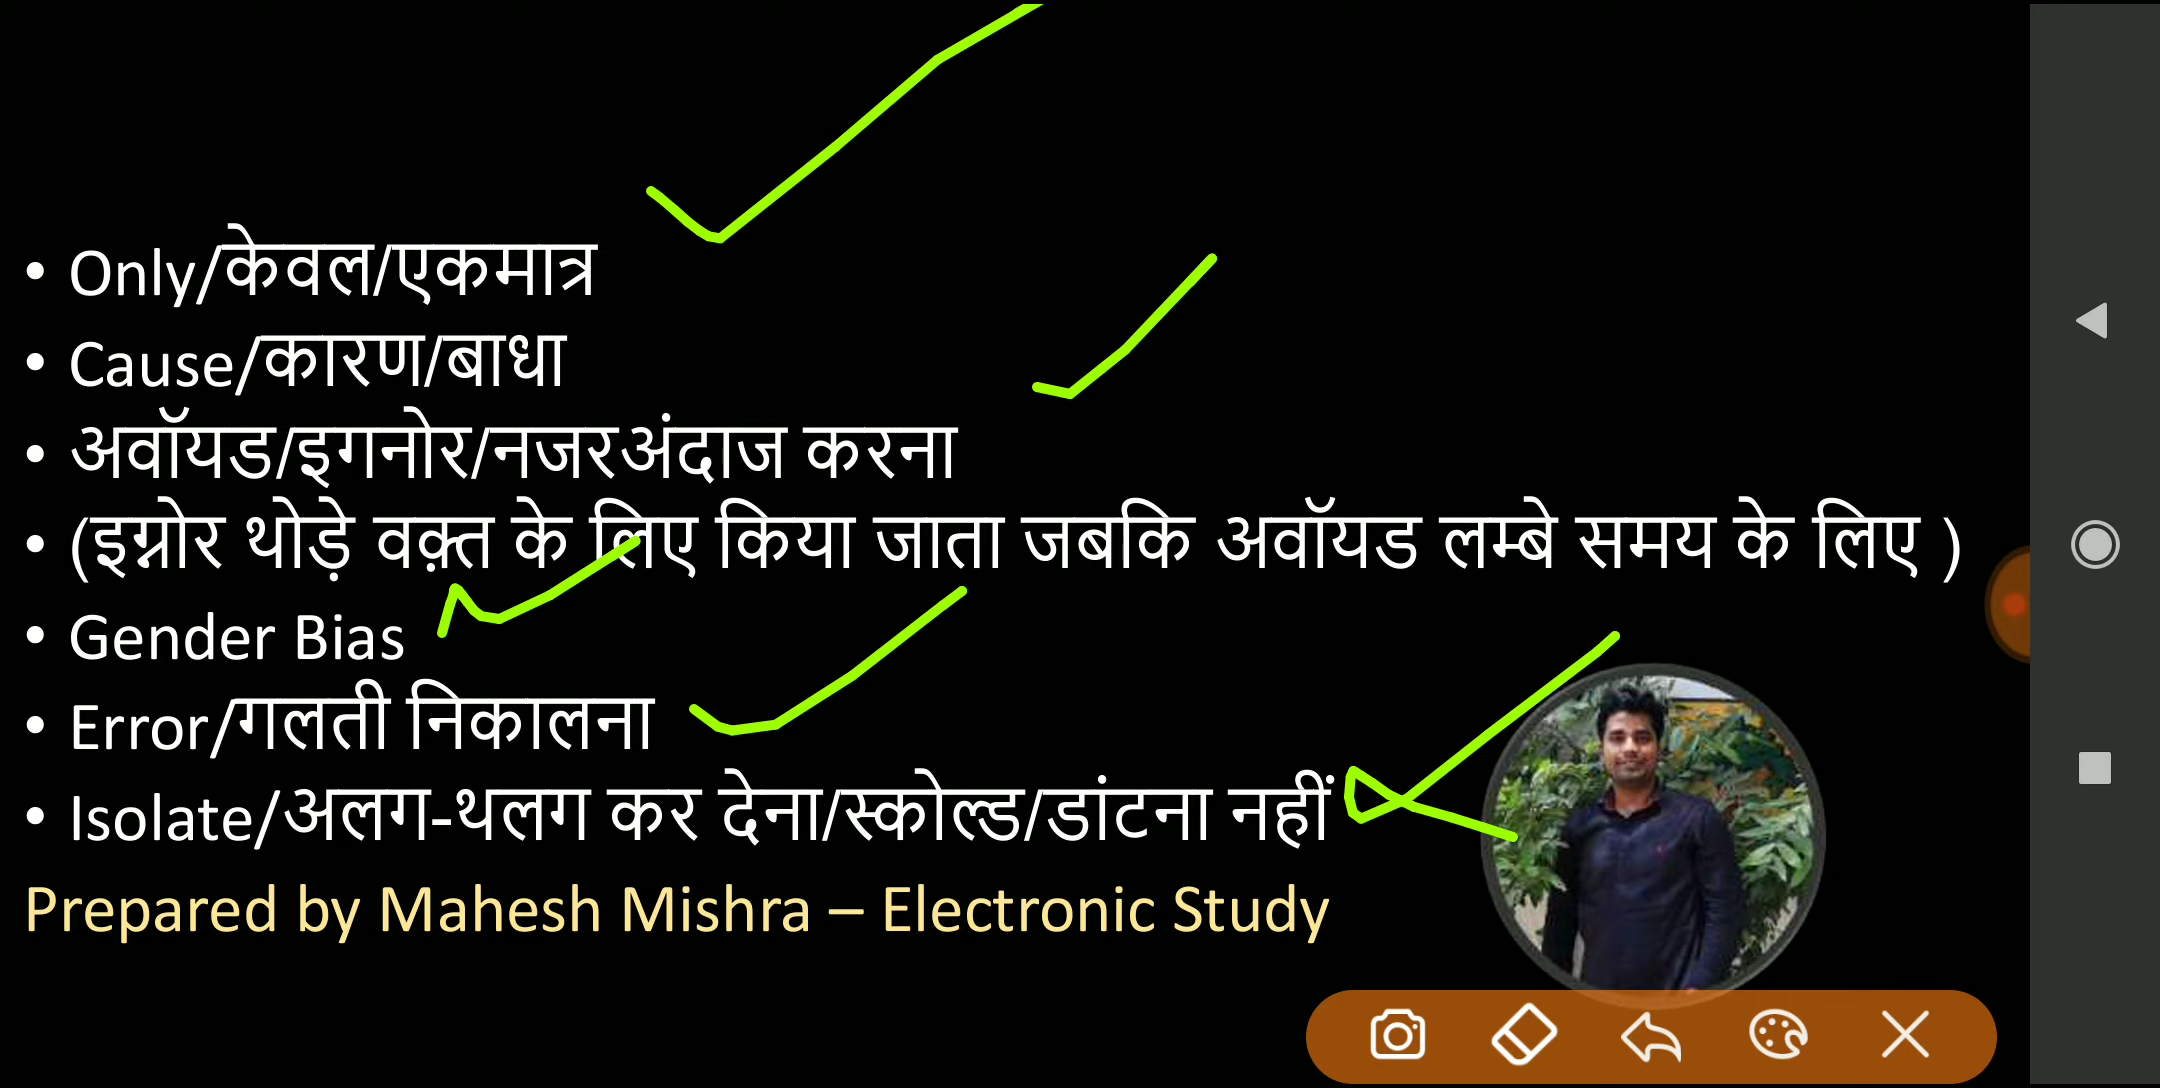 • Only/केवल/एकमात्र
• Cause/कारण/बाधा
• अवॉयड/इगनोर/नजरअंदाज करना
• (इग्नोर थोड़े वक़्त के लिए किया जाता जबकि अवॉयड लम्बे समय के लिए )
• Gender Bias
• Error/गलती निकालना
• Isolate/अलग-थलग कर देना/स्कोल्ड/डांटना नहीं
Prepared by Mahesh Mishra – Electronic Study